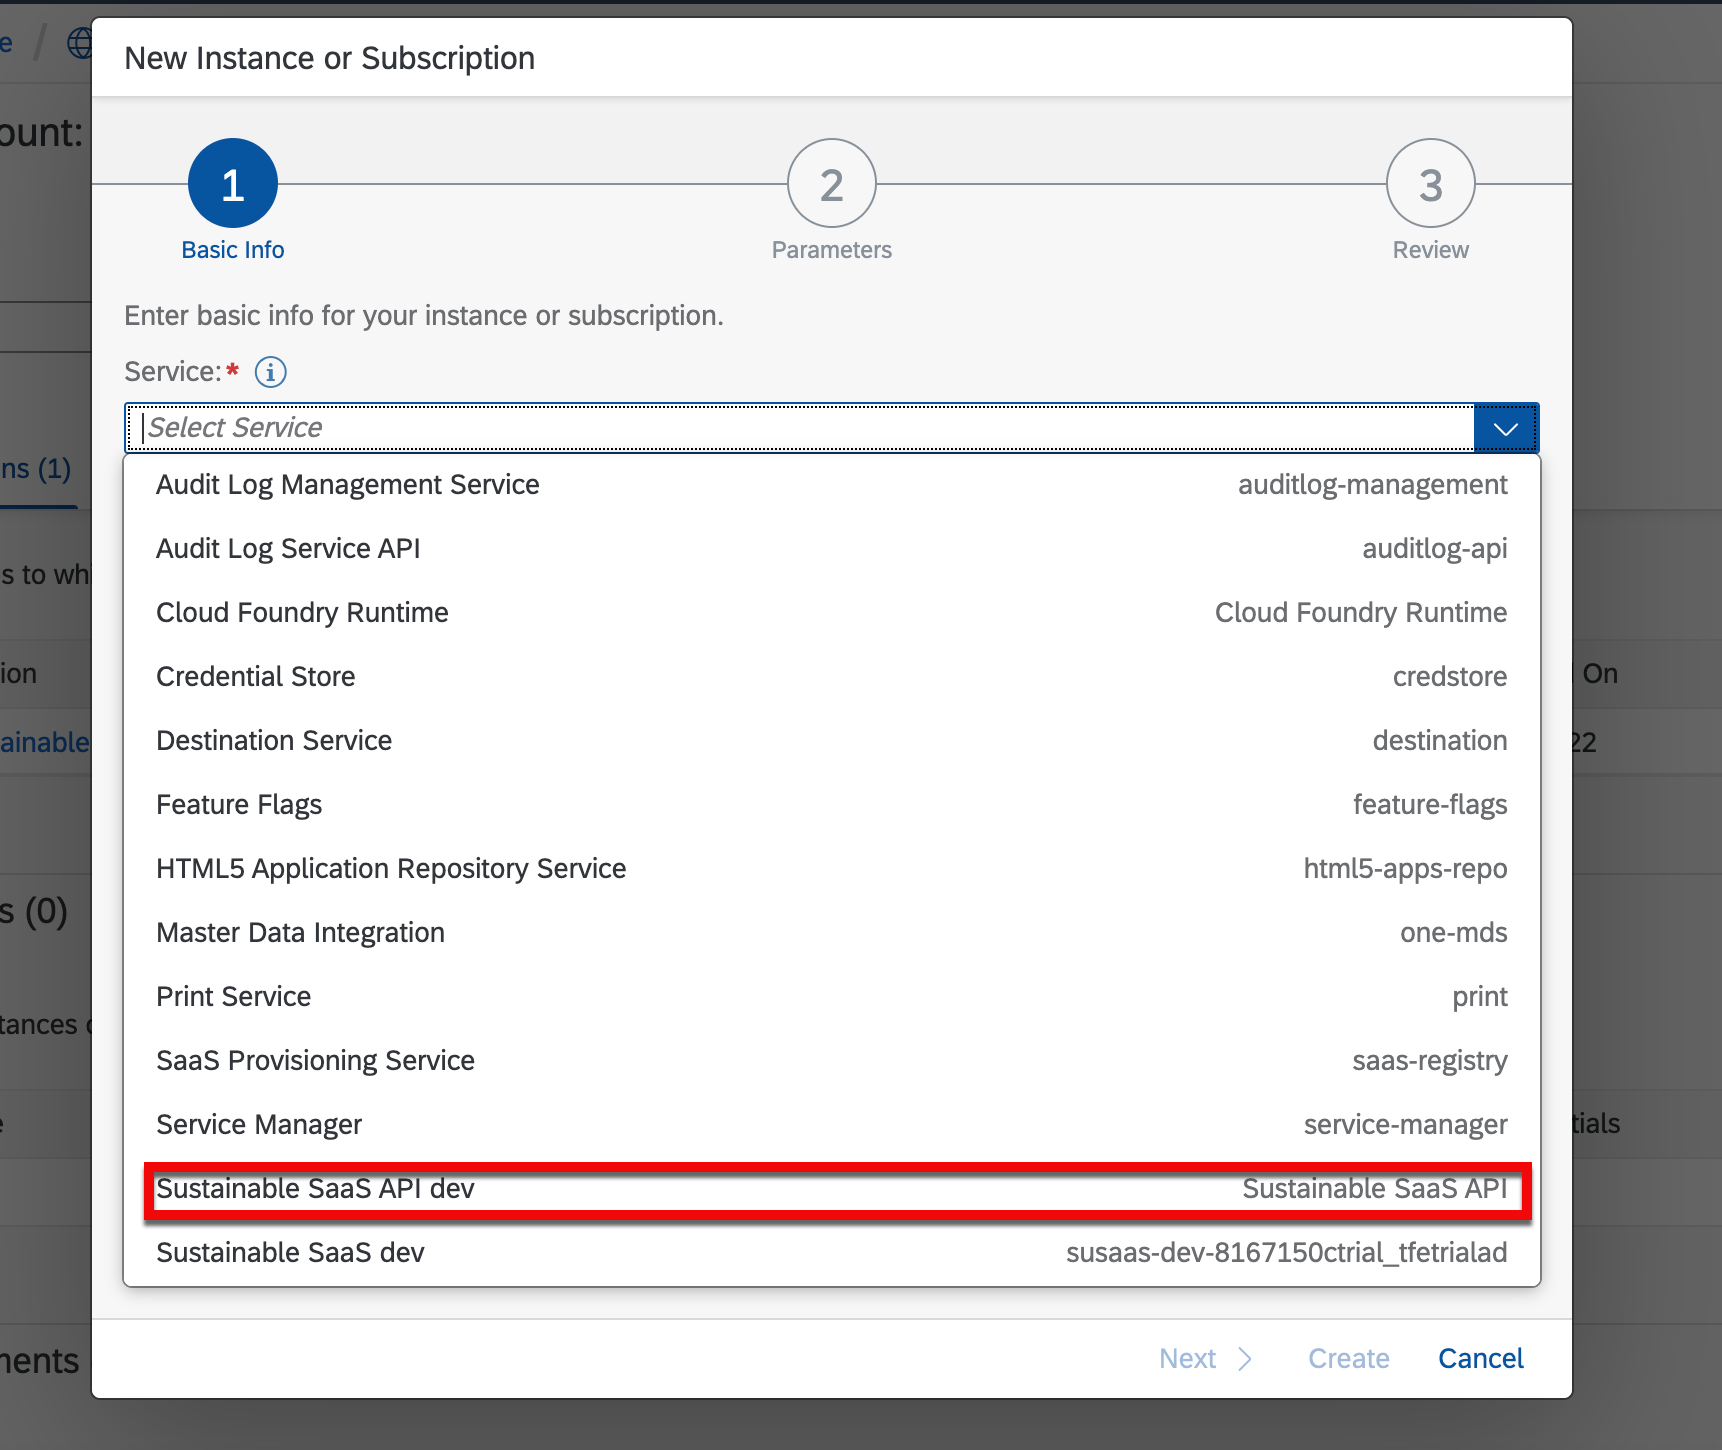 New Instance or Subscription
ount:
1
2
3
Basic Info
Parameters
Review
Enter basic info for your instance or subscription.
Service:*
Select Service
ns (1)
Audit Log Management Service auditlog-management
Audit Log Service API auditlog-api
s to whi
Cloud Foundry Runtime Cloud Foundry Runtime
ion
Credential Store credstore
On
ainable
Destination Service destination
22
Feature Flags feature-flags
HTML5 Application Repository Service html5-apps-repo
s (0)
Master Data Integration one-mds
Print Service print
tances
SaaS Provisioning Service saas-registry
Service Manager service-manager
tials
Sustainable SaaS API dev Sustainable SaaS API
Sustainable SaaS dev susaas-dev-8167150ctrial_tfetrialad
Next
Create
Cancel
ments